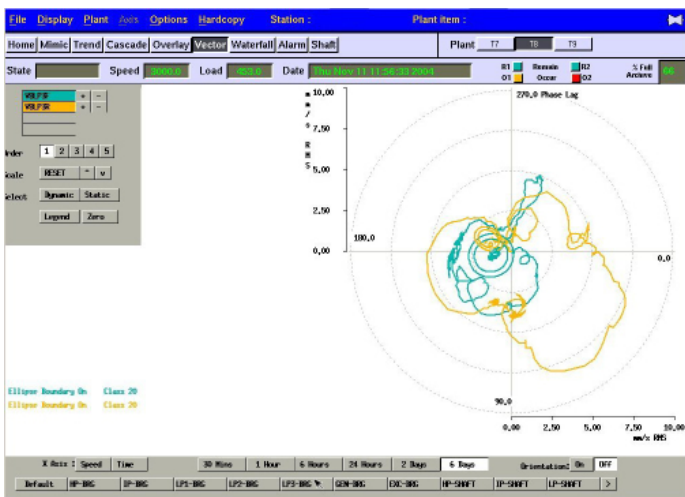 File Display Plant Axis Options Hardcopy Station : Plant item :
Home Mimic Trend Cascade Overlay Vector Waterfall Alarm Shaft Plant T7 T8 T9
State Speed 3000.0 Load 453.0 Date Thu Nov 11 11:56:33 2004 R1 Remain R2 % Full
O1 Occur O2 Archive 66
+ -
+ -
Order 1 2 3 4 5
Scale RESET ^ v
Select Dynamic Static
Legend Zero
mm/s RMS
10.00
7.50
5.00
2.50
0.00
270.0 Phase Lag
180.0
0.0
90.0
0.00 2.50 5.00 7.50 10.00
mm/s RMS
Ellipse Boundary On Class 20
Ellipse Boundary On Class 20
X Axis : Speed Time 30 Mins 1 Hour 6 Hours 24 Hours 2 Days 6 Days Orientation: On Off
Default HP-BRG IP-BRG LP1-BRG LP2-BRG LP3-BRG GEN-BRG EXC-BRG HP-SHAFT IP-SHAFT LP-SHAFT >